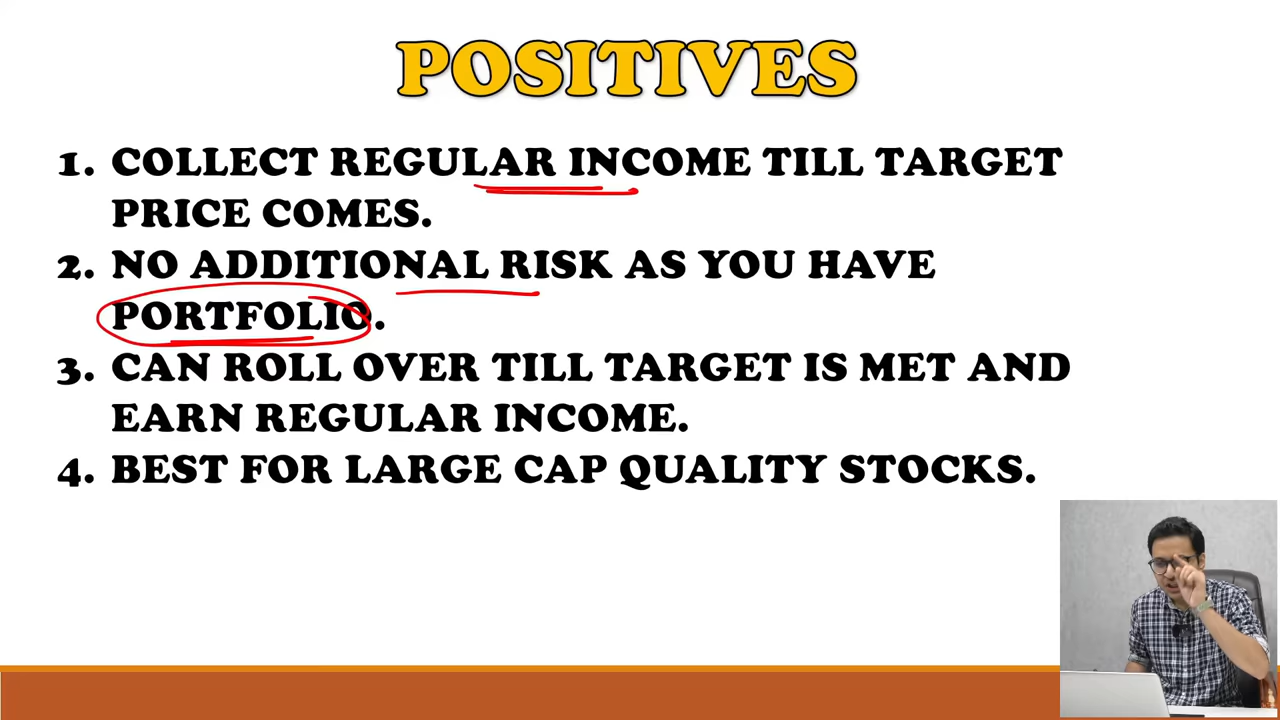 POSITIVES
1. COLLECT REGULAR INCOME TILL TARGET
PRICE COMES.
2. NO ADDITIONAL RISK AS YOU HAVE
PORTFOLIO.
3. CAN ROLL OVER TILL TARGET IS MET AND
EARN REGULAR INCOME.
4. BEST FOR LARGE CAP QUALITY STOCKS.